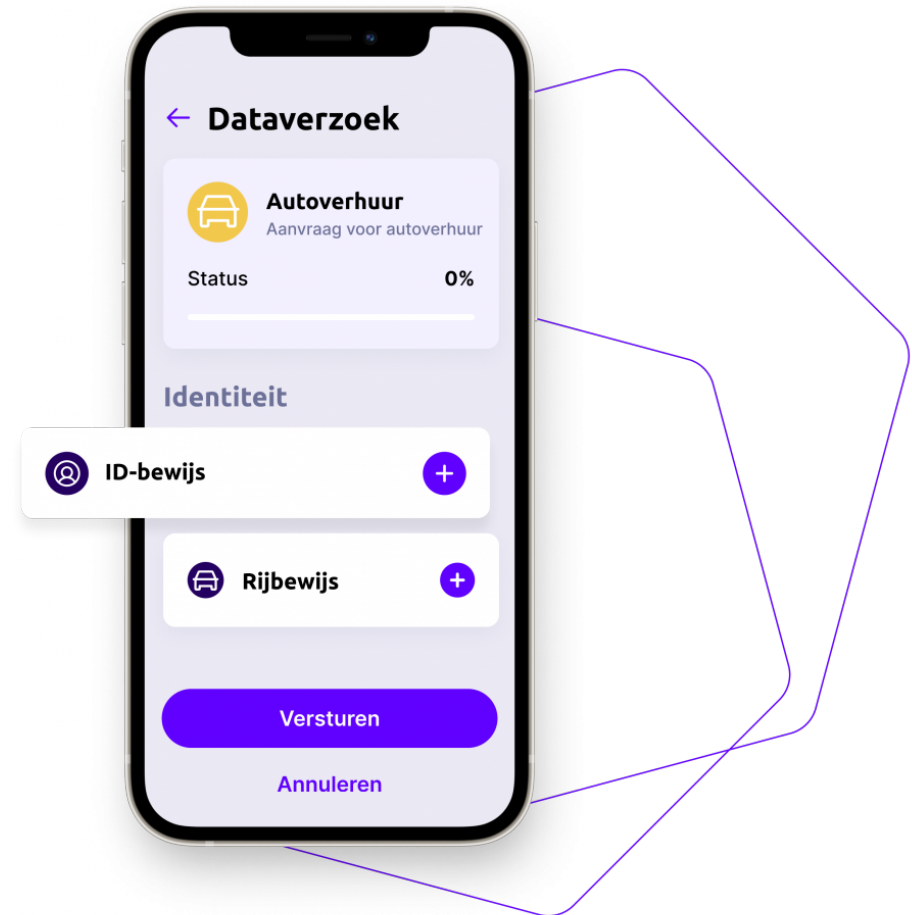 Dataverzoek
Autoverhuur
Aanvraag voor autoverhuur
Status 0%
Identiteit
ID-bewijs
Rijbewijs
Versturen
Annuleren